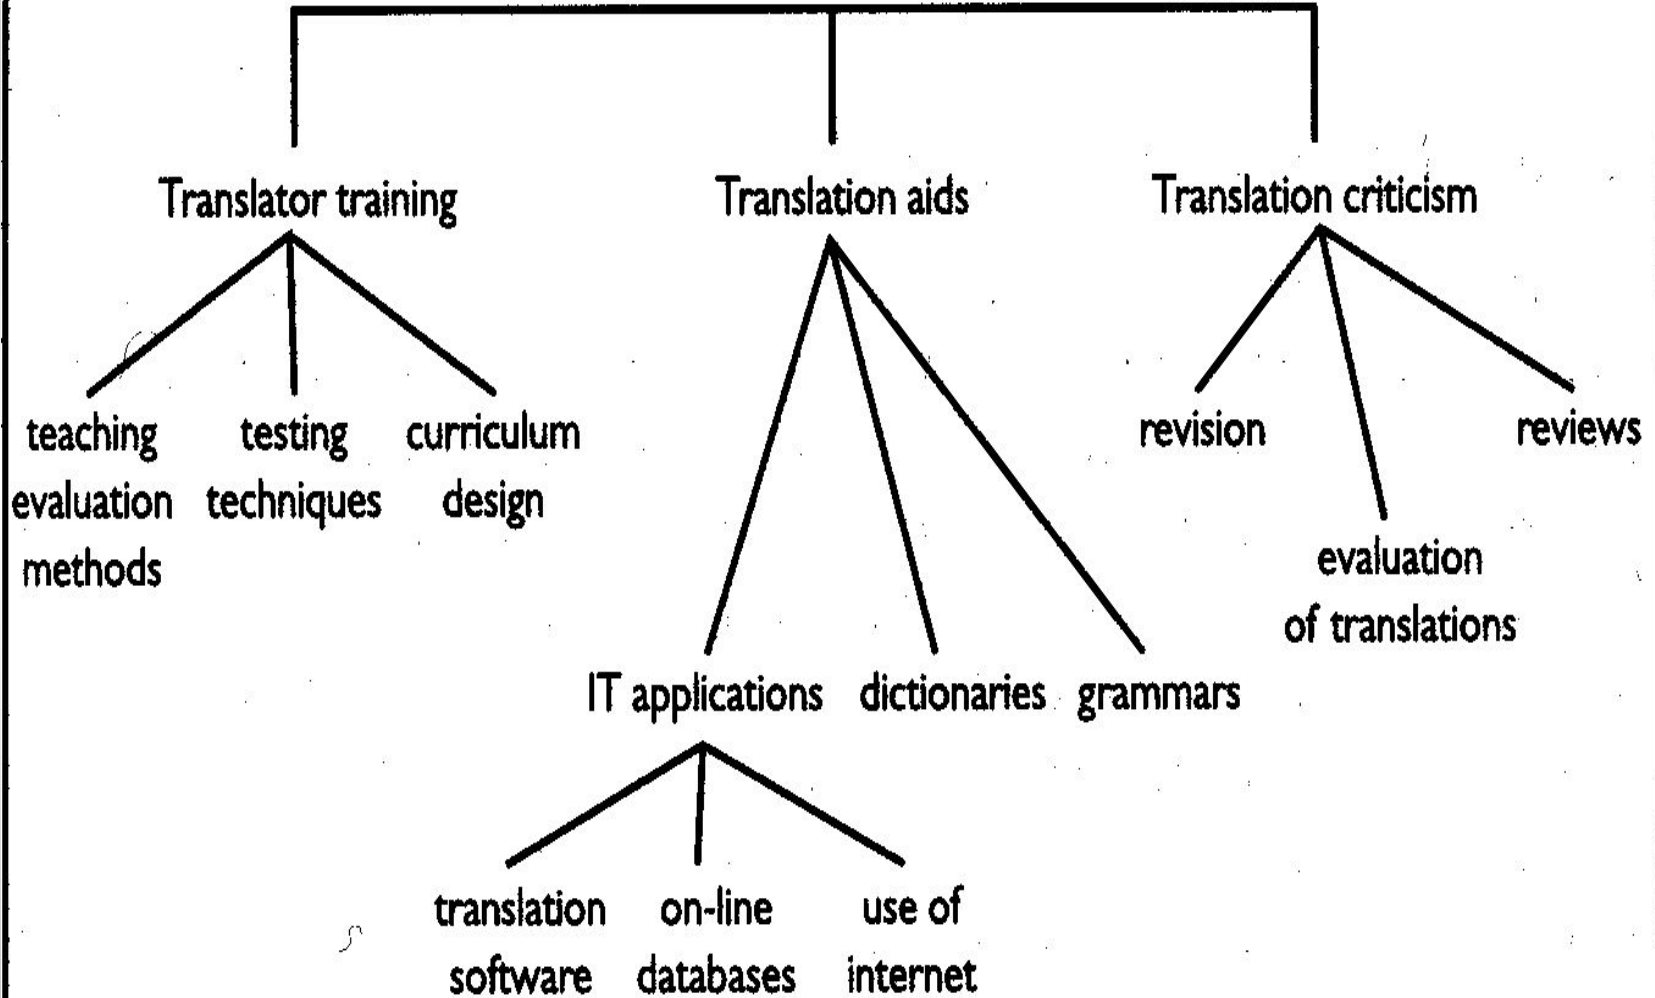 Translator training
Translation aids
Translation criticism
teaching
evaluation
methods
testing
techniques
curriculum
design
revision
evaluation
of translations
reviews
IT applications
dictionaries
grammars
translation
software
on-line
databases
use of
internet